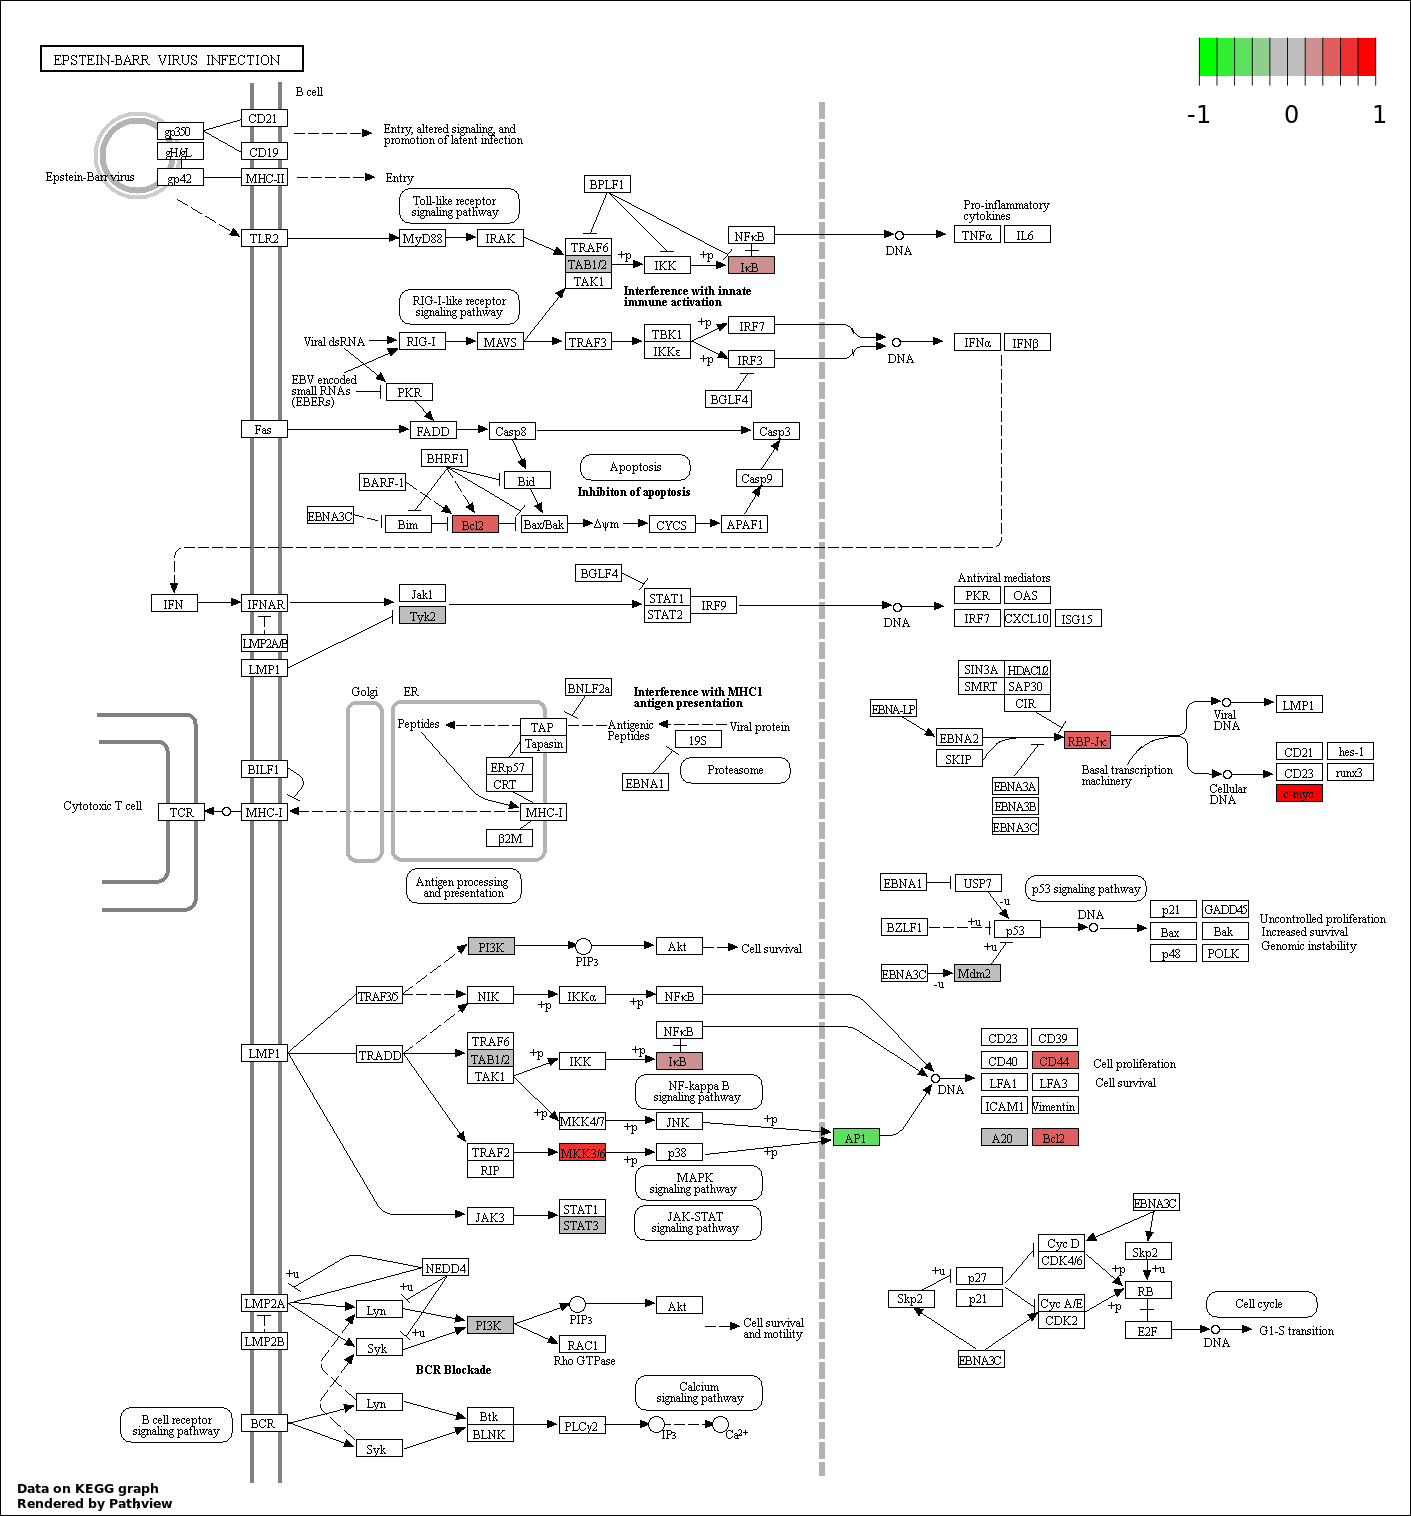 EPSTEIN-BARR VIRUS INFECTION
-1 0 1
B cell
gp350
CD21
Entry, altered signaling, and
promotion of latent infection
gH/gL
CD19
Epstein-Barr virus
gp42
MHC-II
Entry
BPLF1
Toll-like receptor
signaling pathway
TLR2
MyD88
IRAK
TRAF6
TAB1/2
TAK1
+p
IKK
+p
NFκB
IκB
DNA
Pro-inflammatory
cytokines
TNFα
IL6
Interference with innate
immune activation
RIG-I-like receptor
signaling pathway
Viral dsRNA
RIG-I
MAVS
TRAF3
TBK1
IKKε
+p
+p
IRF7
IRF3
DNA
IFNα
IFNβ
EBV encoded
small RNAs
(EBERs)
PKR
BGLF4
Fas
FADD
Casp8
Casp3
BHRF1
BARF-1
Bid
Apoptosis
Casp9
Inhibiton of apoptosis
EBNA3C
Bim
Bcl2
Bax/Bak
Δψm
CYCS
APAF1
BGLF4
IFN
IFNAR
Jak1
Tyk2
STAT1
STAT2
IRF9
DNA
Antiviral mediators
PKR
OAS
IRF7
CXCL10
ISG15
LMP2A/B
LMP1
Golgi
ER
BNLF2a
Interference with MHC1
antigen presentation
Peptides
TAP
Tapasin
Antigenic
Peptides
Viral protein
19S
ERp57
CRT
EBNA1
Proteasome
BILF1
Cytotoxic T cell
TCR
MHC-I
MHC-I
β2M
Antigen processing
and presentation
SIN3A
HDAC1/2
SMRT
SAP30
CIR
EBNA-LP
EBNA2
SKIP
RBP-Jκ
EBNA3A
EBNA3B
EBNA3C
Basal transcription
machinery
Viral
DNA
LMP1
Cellular
DNA
CD21
hes-1
CD23
runx3
c-myc
EBNA1
USP7
p53 signaling pathway
-u
BZLF1
+u
p53
DNA
+u
EBNA3C
-u
Mdm2
p21
GADD45
Bax
Bak
p48
POLK
Uncontrolled proliferation
Increased survival
Genomic instability
PI3K
PIP3
Akt
Cell survival
TRAF3/5
NIK
+p
IKKα
+p
NFκB
LMP1
TRADD
TRAF6
TAB1/2
TAK1
+p
IKK
+p
NFκB
IκB
NF-kappa B
signaling pathway
+p
MKK4/7
+p
JNK
+p
TRAF2
RIP
MKK3/6
+p
p38
+p
AP1
MAPK
signaling pathway
JAK3
STAT1
STAT3
JAK-STAT
signaling pathway
DNA
CD23
CD39
CD40
CD44
LFA1
LFA3
ICAM1
Vimentin
A20
Bcl2
Cell proliferation
Cell survival
NEDD4
+u
+u
+u
LMP2A
LMP2B
Lyn
Syk
PI3K
PIP3
Akt
RAC1
Rho GTPase
Cell survival
and motility
BCR Blockade
Calcium
signaling pathway
B cell receptor
signaling pathway
BCR
Lyn
Syk
Btk
BLNK
PLCγ2
IP3
Ca2+
EBNA3C
Cyc D
CDK4/6
Skp2
+u
+p
RB
+p
E2F
Skp2
+u
p27
p21
Cyc A/E
CDK2
EBNA3C
Cell cycle
DNA
G1-S transition
Data on KEGG graph
Rendered by Pathview